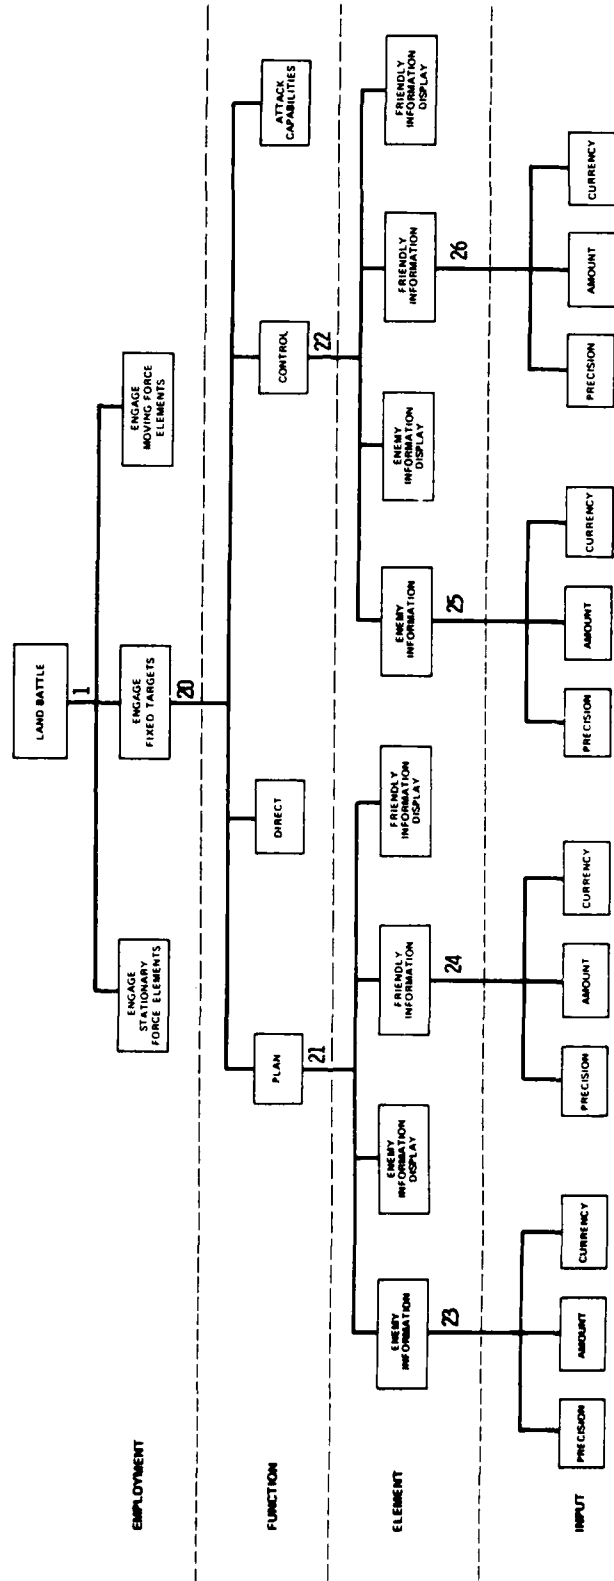 LAND BATTLE
1
EMPLOYMENT
ENGAGE
STATIONARY
FORCE ELEMENTS
ENGAGE
FIXED TARGETS
ENGAGE
MOVING FORCE
ELEMENTS
20
FUNCTION
PLAN
DIRECT
CONTROL
ATTACK
CAPABILITIES
21
22
ELEMENT
ENEMY
INFORMATION
ENEMY
INFORMATION
DISPLAY
FRIENDLY
INFORMATION
FRIENDLY
INFORMATION
DISPLAY
ENEMY
INFORMATION
ENEMY
INFORMATION
DISPLAY
FRIENDLY
INFORMATION
FRIENDLY
INFORMATION
DISPLAY
23
24
25
26
INPUT
PRECISION
AMOUNT
CURRENCY
PRECISION
AMOUNT
CURRENCY
PRECISION
AMOUNT
CURRENCY
PRECISION
AMOUNT
CURRENCY